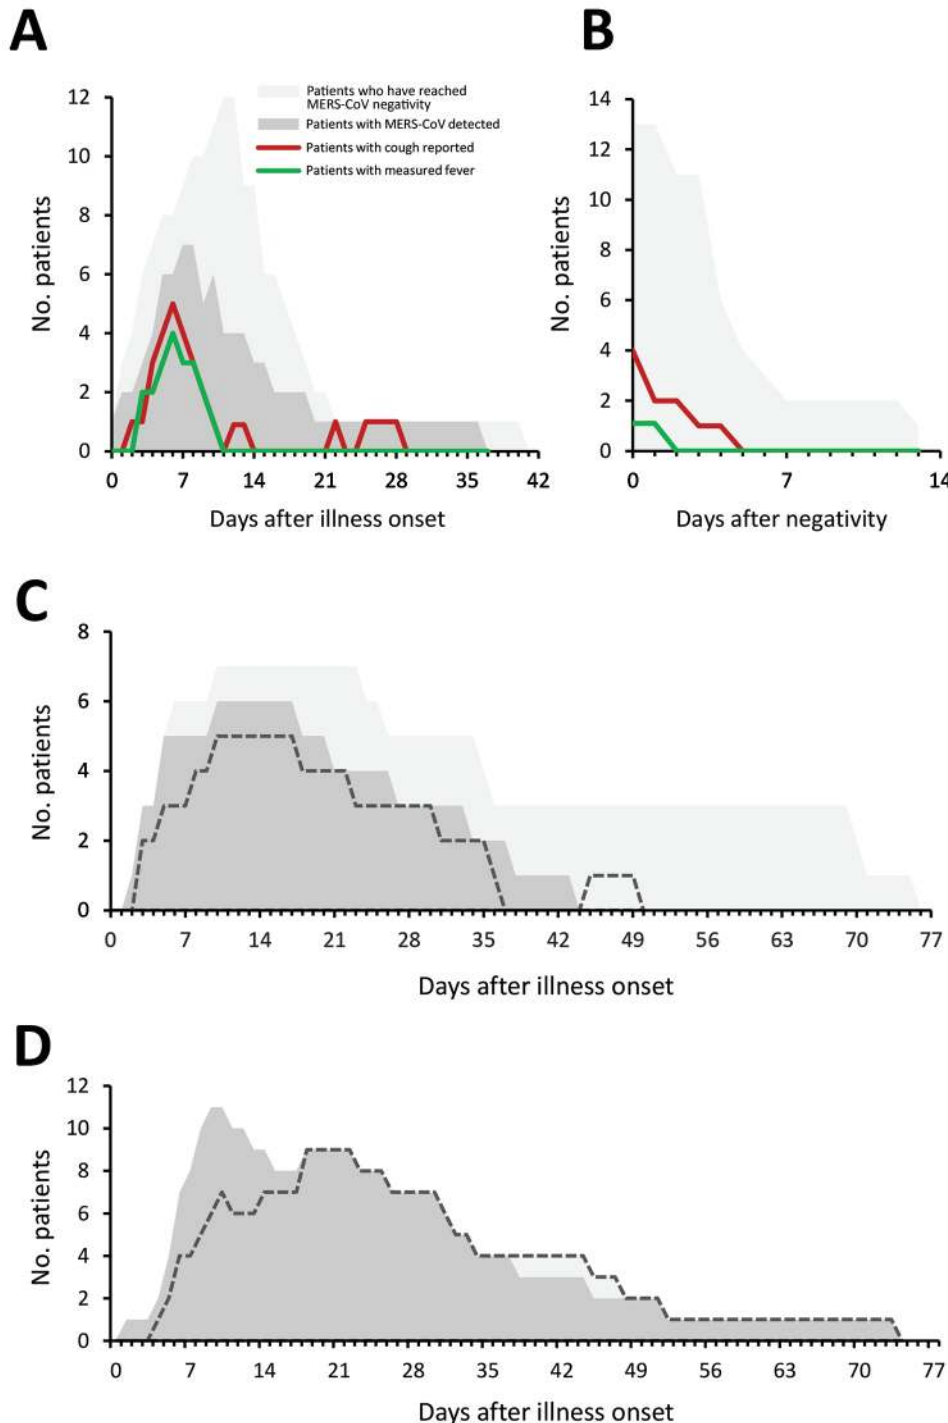 A
B
Patients who have reached
MERS-CoV negativity
Patients with MERS-CoV detected
Patients with cough reported
Patients with measured fever
12
10
8
6
4
2
0
No. patients
0 7 14 21 28 35 42
Days after illness onset
14
12
10
8
6
4
2
0
No. patients
0 7 14
Days after negativity
C
8
6
4
2
0
No. patients
0 7 14 21 28 35 42 49 56 63 70 77
Days after illness onset
D
12
10
8
6
4
2
0
No. patients
0 7 14 21 28 35 42 49 56 63 70 77
Days after illness onset